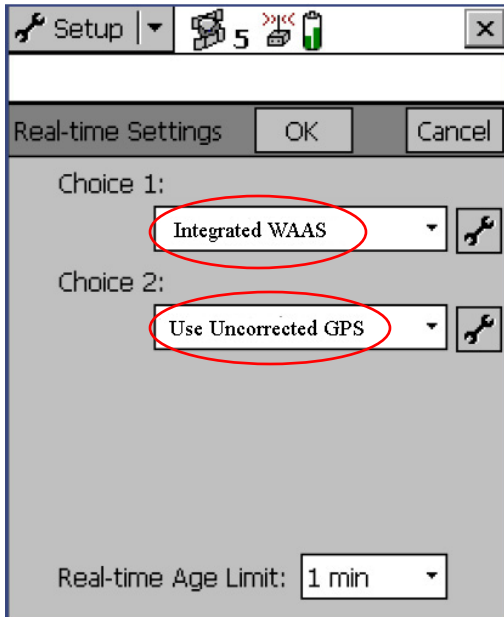 Setup 5
Real-time Settings OK Cancel
Choice 1:
Integrated WAAS
Choice 2:
Use Uncorrected GPS
Real-time Age Limit: 1 min